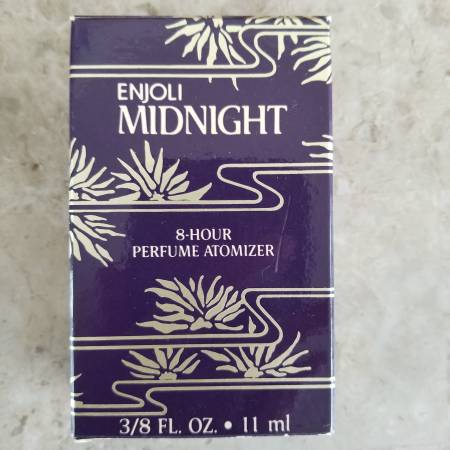 ENJOLI
MIDNIGHT
8-HOUR
PERFUME ATOMIZER
3/8 FL. OZ. • 11 ml